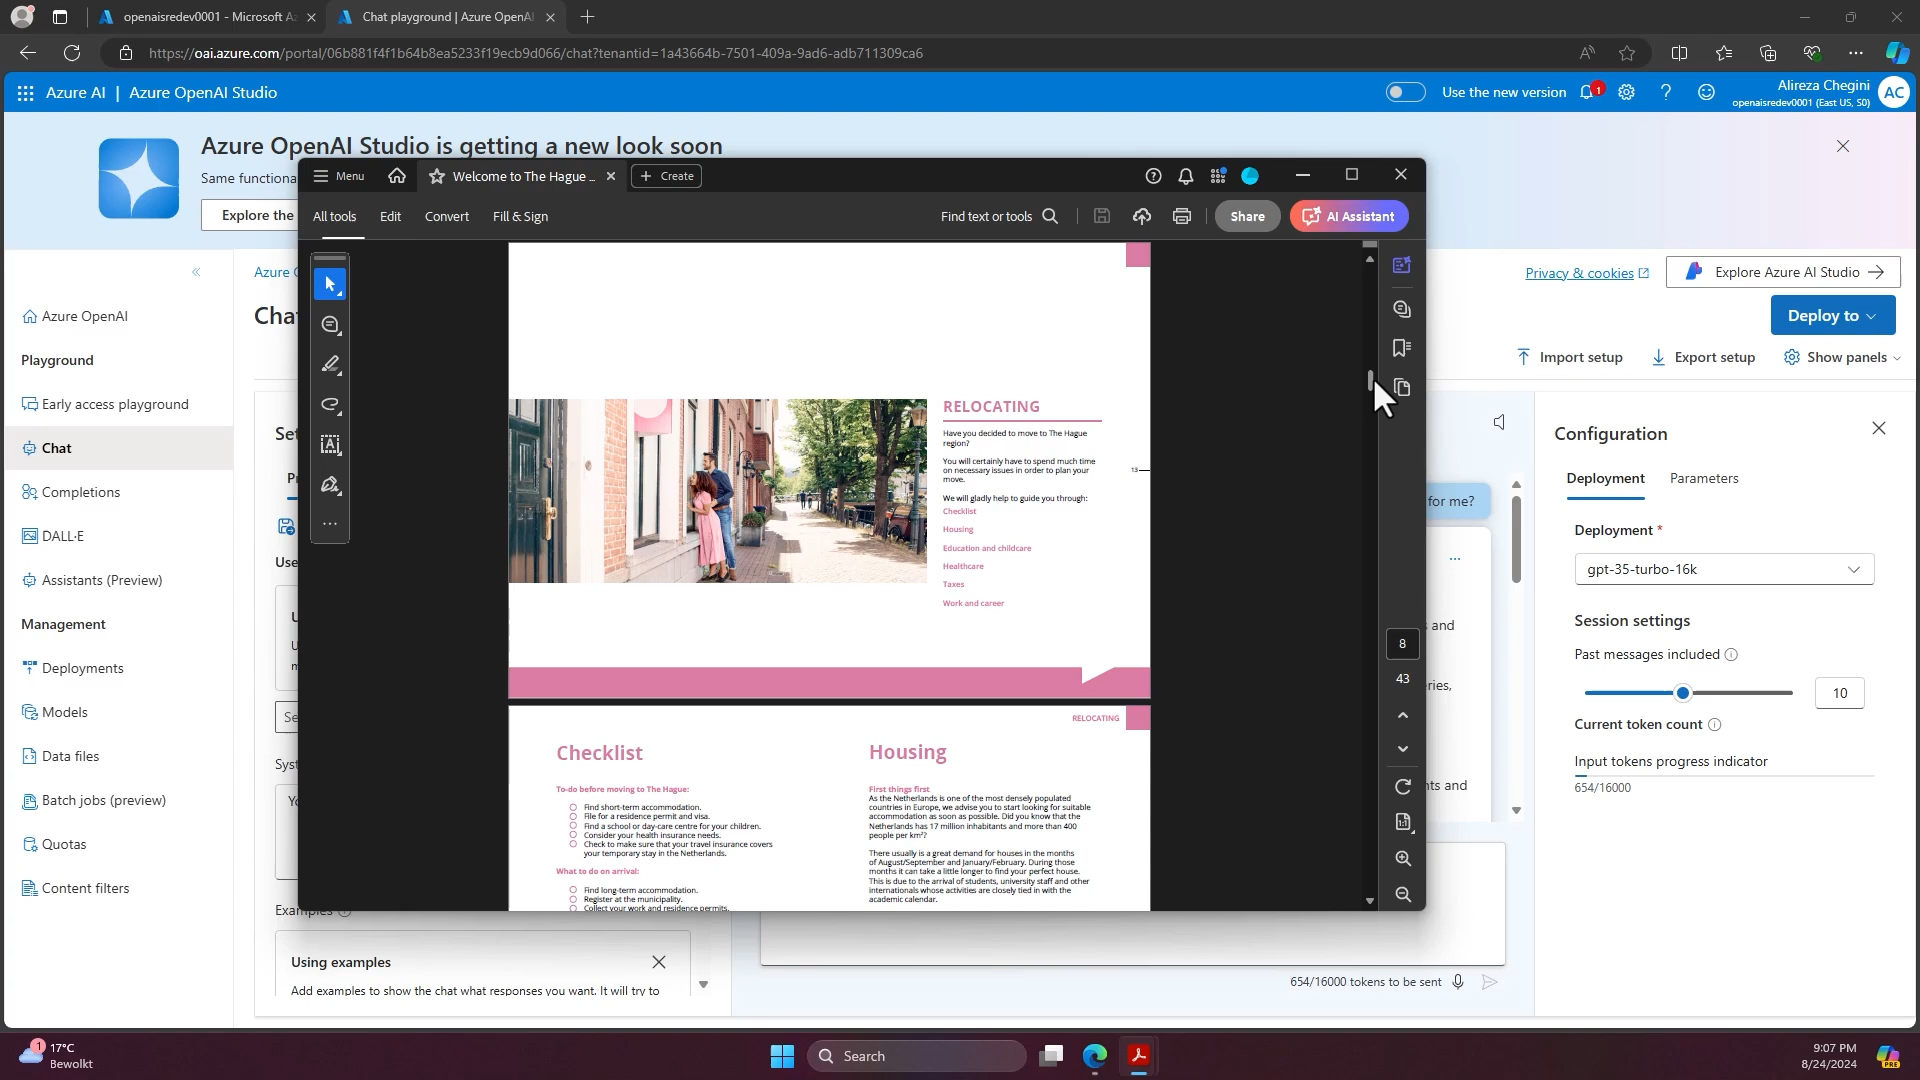 openaisredev0001 - Microsoft Az
Chat playground | Azure OpenAI
https://oai.azure.com/portal/06b881f4f1b64b8ea5233f19ecb9d066/chat?tenantid=1a43664b-7501-409a-9ad6-adb711309ca6
Azure AI | Azure OpenAI Studio
Use the new version
1
Alireza Chegini
openaisredev0001 (East US, S0)
AC
Azure OpenAI Studio is getting a new look soon
Same functiona
Explore the
Menu
Welcome to The Hague ...
Create
All tools
Edit
Convert
Fill & Sign
Find text or tools
Share
AI Assistant
Azure O
Privacy & cookies
Explore Azure AI Studio
Chat
Deploy to
Import setup
Export setup
Show panels
Azure OpenAI
Playground
Early access playground
Chat
Completions
DALL·E
Assistants (Preview)
Management
Deployments
Models
Data files
Batch jobs (preview)
Quotas
Content filters
Set
Use
Se
Syst
Yo
Examples
Using examples
Add examples to show the chat what responses you want. It will try to
RELOCATING
Have you decided to move to The Hague
region?
You will certainly have to spend much time
on necessary issues in order to plan your
move.
We will gladly help to guide you through:
Checklist
Housing
Education and childcare
Healthcare
Taxes
Work and career
13
8
43
RELOCATING
Checklist
To-do before moving to The Hague:
Find short-term accommodation.
File for a residence permit and visa.
Find a school or day-care centre for your children.
Consider your health insurance needs.
Check to make sure that your travel insurance covers
your temporary stay in the Netherlands.
What to do on arrival:
Find long-term accommodation.
Register at the municipality.
Collect your work and residence permits.
Housing
First things first
As the Netherlands is one of the most densely populated
countries in Europe, we advise you to start looking for suitable
accommodation as soon as possible. Did you know that the
Netherlands has 17 million inhabitants and more than 400
people per km²?
There usually is a great demand for houses in the months
of August/September and January/February. During those
months it can take a little longer to find your perfect house.
This is due to the arrival of students, university staff and other
internationals whose activities are closely tied in with the
academic calendar.
for me?
and
ries,
nts and
654/16000 tokens to be sent
Configuration
Deployment
Parameters
Deployment *
gpt-35-turbo-16k
Session settings
Past messages included
10
Current token count
Input tokens progress indicator
654/16000
1
17°C
Bewolkt
Search
9:07 PM
8/24/2024
PRE